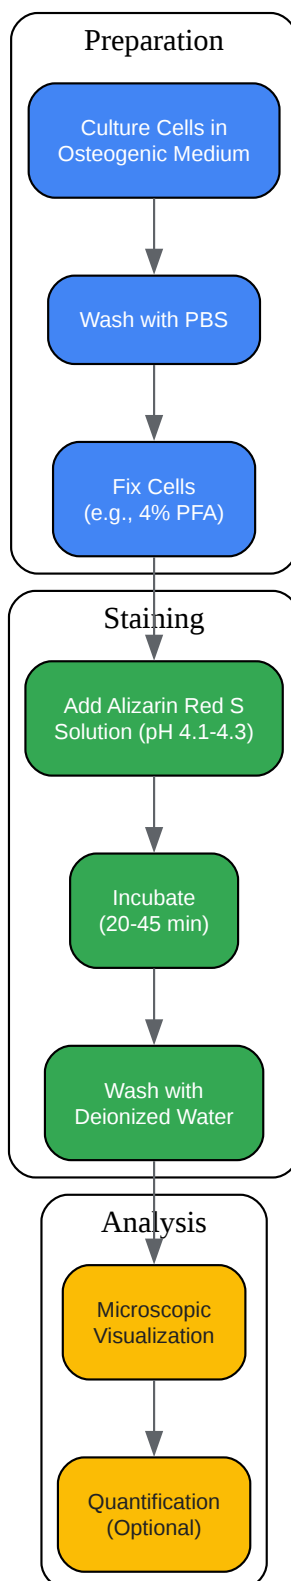 Preparation
Culture Cells in
Osteogenic Medium
Wash with PBS
Fix Cells
(e.g., 4% PFA)
Staining
Add Alizarin Red S
Solution (pH 4.1-4.3)
Incubate
(20-45 min)
Wash with
Deionized Water
Analysis
Microscopic
Visualization
Quantification
(Optional)